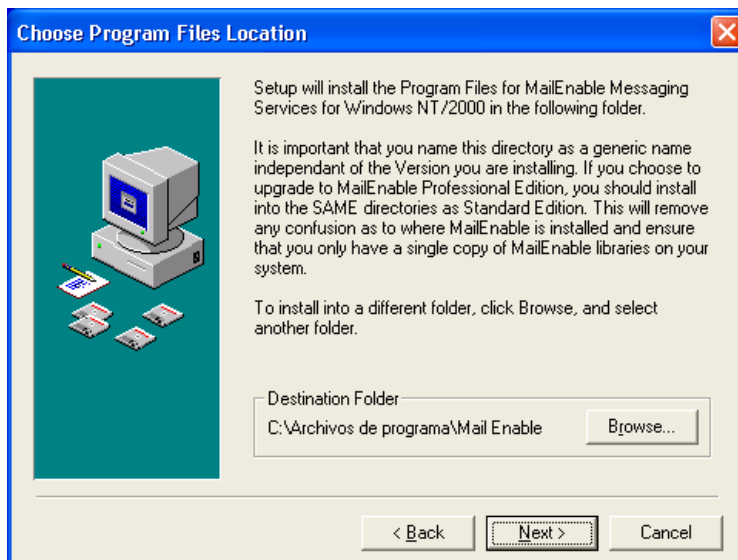 Choose Program Files Location
Setup will install the Program Files for MailEnable Messaging
Services for Windows NT/2000 in the following folder.
It is important that you name this directory as a generic name
independant of the Version you are installing. If you choose to
upgrade to MailEnable Professional Edition, you should install
into the SAME directories as Standard Edition. This will remove
any confusion as to where MailEnable is installed and ensure
that you only have a single copy of MailEnable libraries on your
system.
To install into a different folder, click Browse, and select
another folder.
Destination Folder
C:\Archivos de programa\Mail Enable
Browse...
< Back
Next >
Cancel